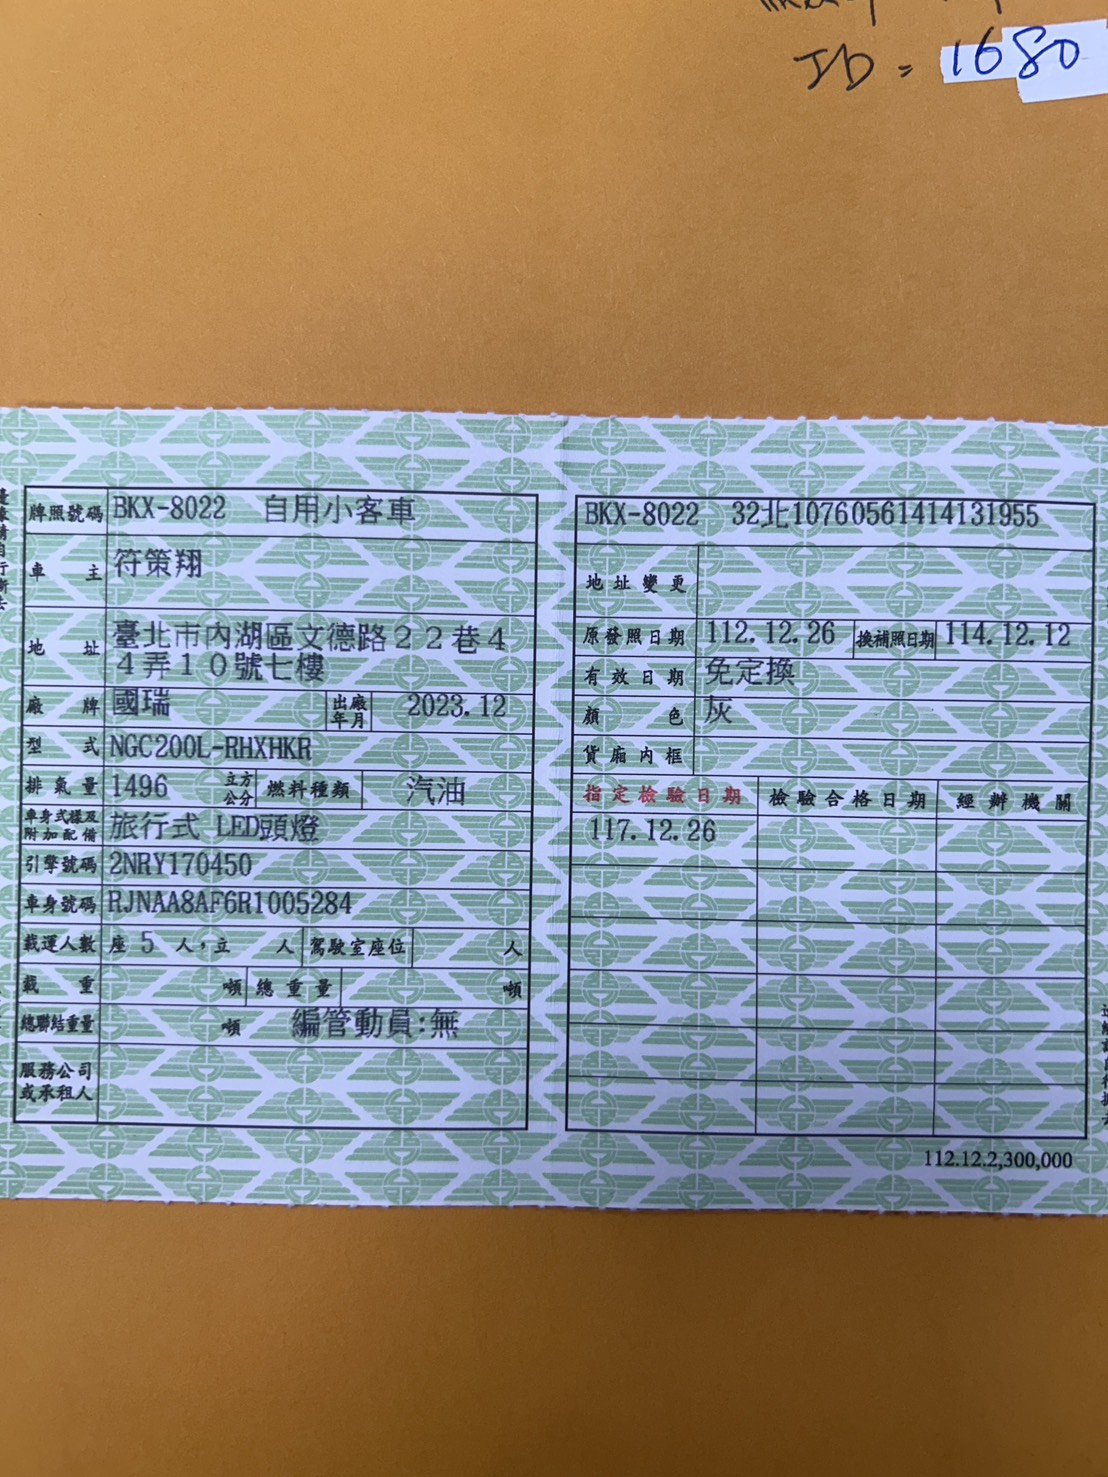 ID = 1680
牌照號碼 BKX-8022 自用小客車
車主 符策翔
地址 臺北市內湖區文德路22巷4
4弄10號七樓
廠牌 國瑞 出廠年月 2023.12
型式 NGC200L-RHXHKR
排氣量 1496 立方公分 燃料種類 汽油
車身式樣及附加配備 旅行式 LED頭燈
引擎號碼 2NRY170450
車身號碼 RJNAA8AF6R1005284
載運人數 座 5 人,立 人 駕駛室座位 人
載重 噸 總重量 噸
總聯結重量 噸 編管動員:無
服務公司
或承租人
BKX-8022 32北10760561414131955
地址變更
原發照日期 112.12.26 換補照日期 114.12.12
有效日期 免定換
顏色 灰
貨廂內框
指定檢驗日期 檢驗合格日期 經辦機關
117.12.26
112.12.2,300,000